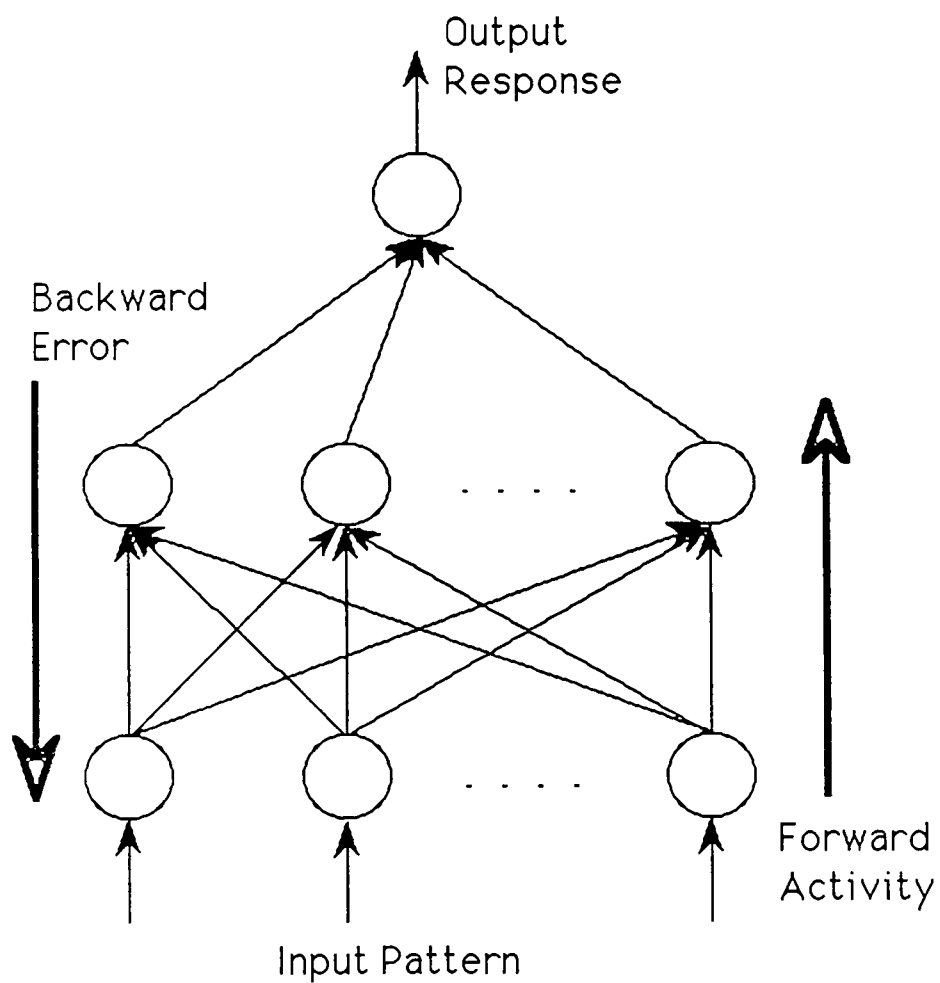 Output
Response
Backward
Error
. . . .
. . . .
Forward
Activity
Input Pattern